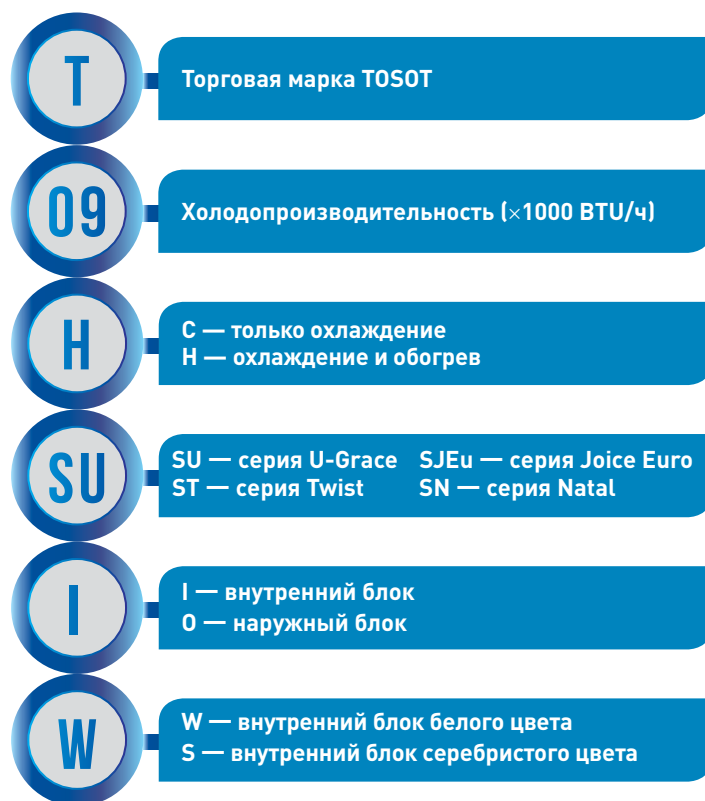 T
Торговая марка TOSOT
09
Холодопроизводительность (×1000 BTU/ч)
H
C — только охлаждение
H — охлаждение и обогрев
SU
SU — серия U-Grace SJEu — серия Joice Euro
ST — серия Twist SN — серия Natal
I
I — внутренний блок
O — наружный блок
W
W — внутренний блок белого цвета
S — внутренний блок серебристого цвета